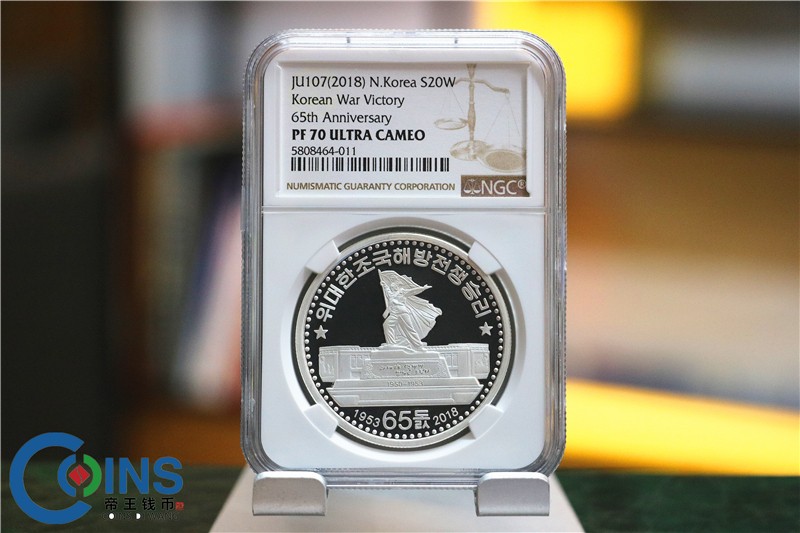 JU107(2018) N.Korea S20W
Korean War Victory
65th Anniversary
PF 70 ULTRA CAMEO
5808464-011
NUMISMATIC GUARANTY CORPORATION
NGC®
위대한조국해방전쟁승리
1950-1953
1953 65돐 2018
COINS
帝王钱币